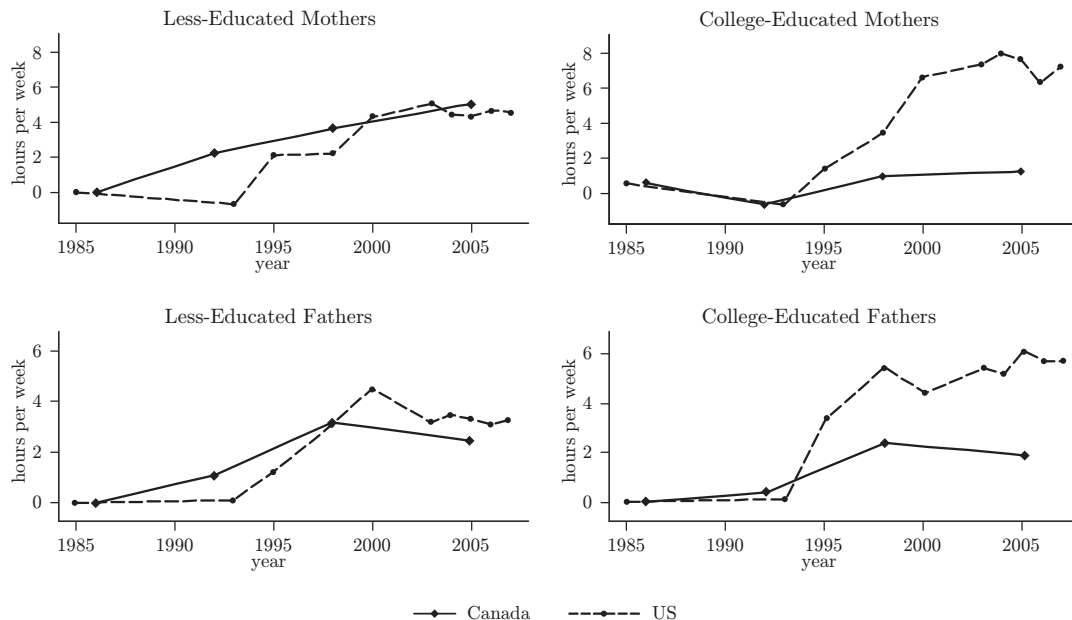 Less-Educated Mothers
hours per week
8
6
4
2
0
1985 1990 1995 2000 2005
year
College-Educated Mothers
hours per week
8
6
4
2
0
1985 1990 1995 2000 2005
year
Less-Educated Fathers
hours per week
6
4
2
0
1985 1990 1995 2000 2005
year
College-Educated Fathers
hours per week
6
4
2
0
1985 1990 1995 2000 2005
year
Canada US